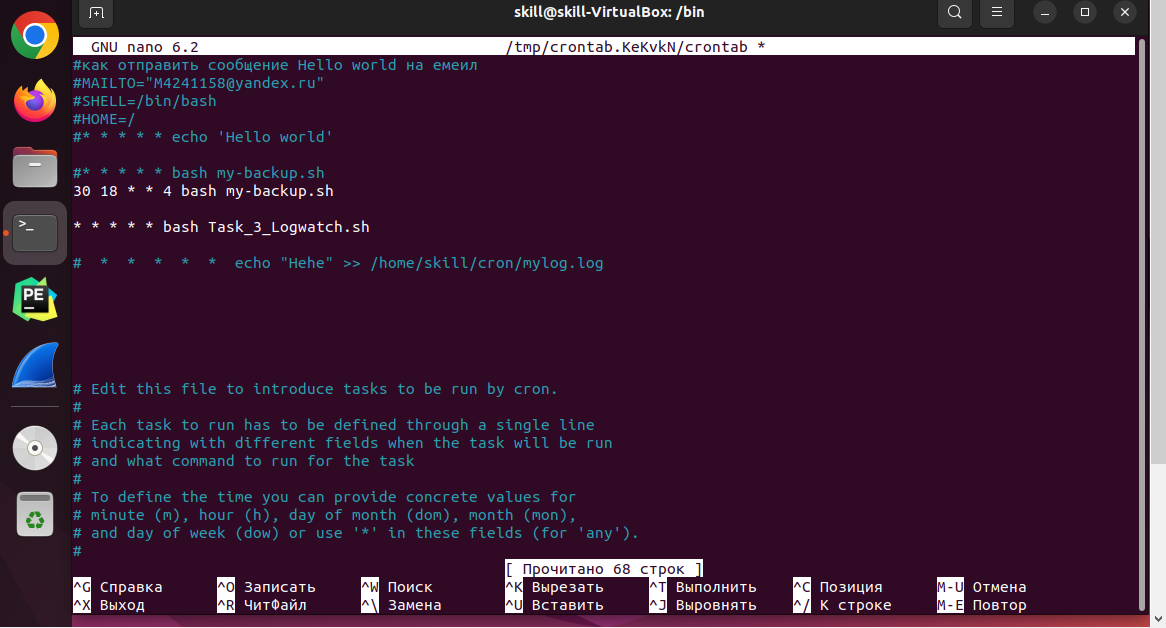 skill@skill-VirtualBox: /bin
GNU nano 6.2 /tmp/crontab.KeKvkN/crontab *
#как отправить сообщение Hello world на емеил
#MAILTO="M4241158@yandex.ru"
#SHELL=/bin/bash
#HOME=/
#* * * * * echo 'Hello world'
#* * * * * bash my-backup.sh
30 18 * * 4 bash my-backup.sh
* * * * * bash Task_3_Logwatch.sh
#  *  *  *  *  *  echo "Hehe" >> /home/skill/cron/mylog.log
# Edit this file to introduce tasks to be run by cron.
#
# Each task to run has to be defined through a single line
# indicating with different fields when the task will be run
# and what command to run for the task
#
# To define the time you can provide concrete values for
# minute (m), hour (h), day of month (dom), month (mon),
# and day of week (dow) or use '*' in these fields (for 'any').
#
[ Прочитано 68 строк ]
^G Справка ^O Записать ^W Поиск ^K Вырезать ^T Выполнить ^C Позиция M-U Отмена
^X Выход ^R ЧитФайл ^\ Замена ^U Вставить ^J Выровнять ^/ К строке M-E Повтор
>_
PE